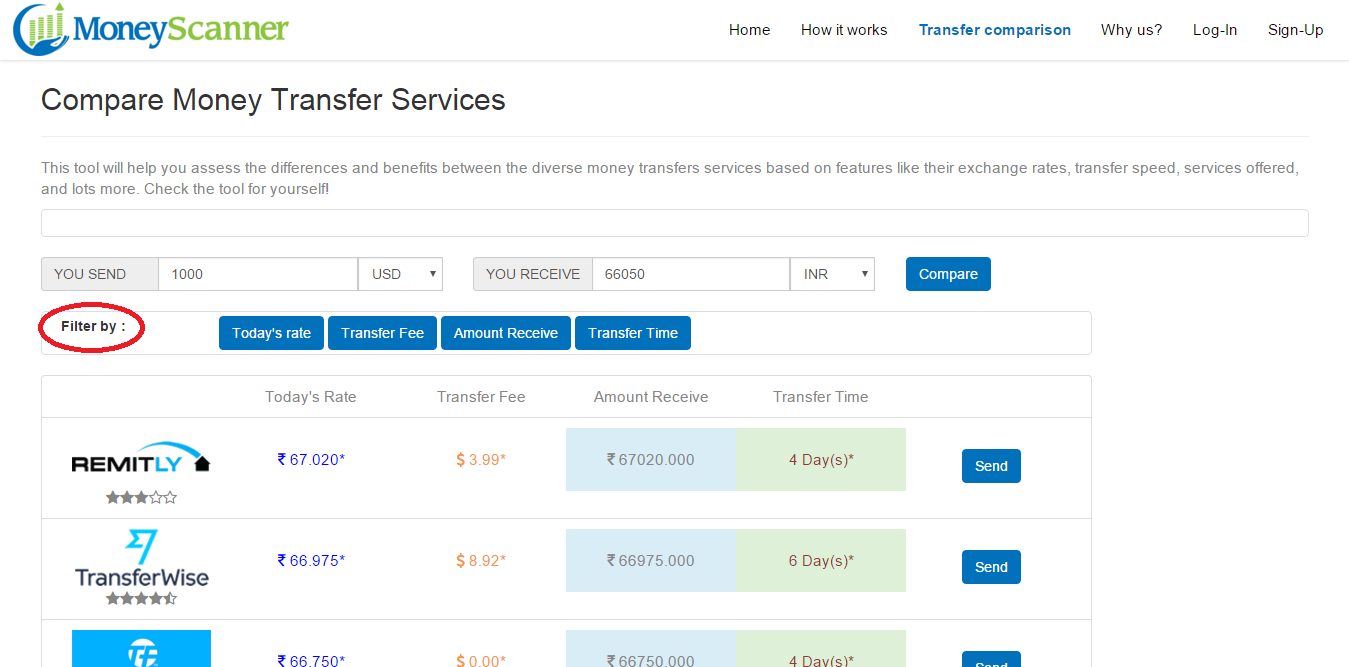 MoneyScanner
Home How it works Transfer comparison Why us? Log-In Sign-Up
Compare Money Transfer Services
This tool will help you assess the differences and benefits between the diverse money transfers services based on features like their exchange rates, transfer speed, services offered,
and lots more. Check the tool for yourself!
YOU SEND 1000 USD YOU RECEIVE 66050 INR Compare
Filter by : Today's rate Transfer Fee Amount Receive Transfer Time
Today's Rate Transfer Fee Amount Receive Transfer Time
REMITLY ₹ 67.020* $ 3.99* ₹ 67020.000 4 Day(s)* Send
TransferWise ₹ 66.975* $ 8.92* ₹ 66975.000 6 Day(s)* Send
TF ₹ 66.750* $ 0.00* ₹ 66750.000 4 Day(s)* Send